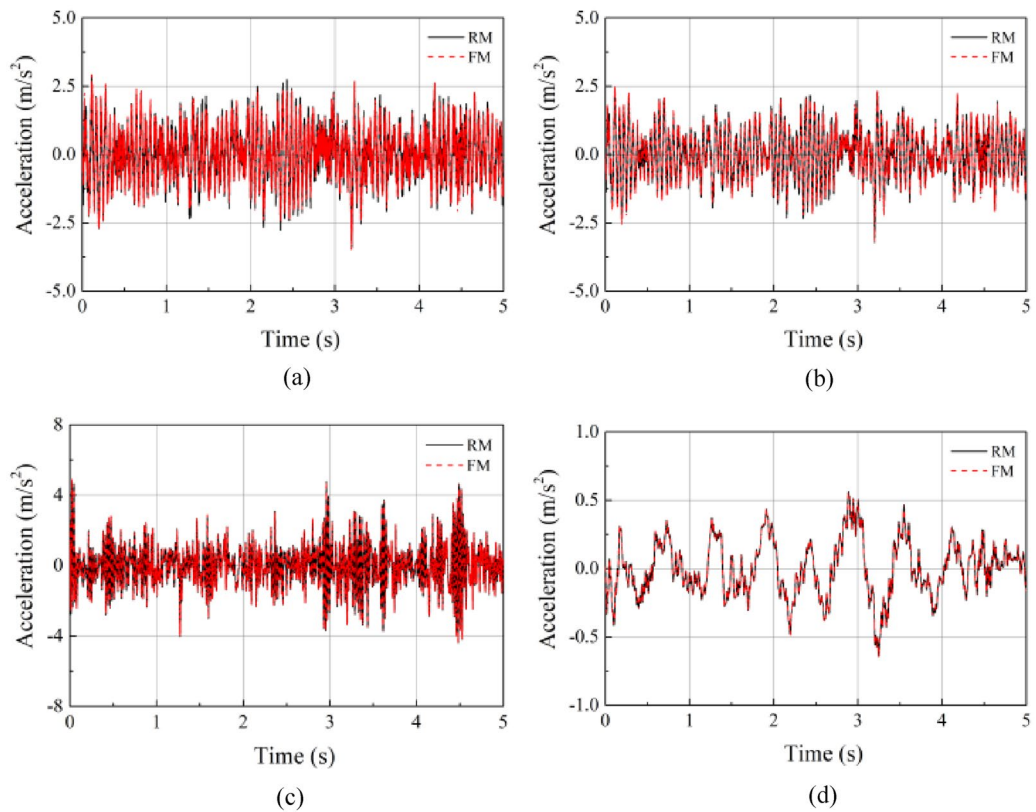 5.0
2.5
0.0
-2.5
-5.0
Acceleration (m/s²)
RM
FM
0 1 2 3 4 5
Time (s)
(a)
5.0
2.5
0.0
-2.5
-5.0
Acceleration (m/s²)
RM
FM
0 1 2 3 4 5
Time (s)
(b)
8
4
0
-4
-8
Acceleration (m/s²)
RM
FM
0 1 2 3 4 5
Time (s)
(c)
1.0
0.5
0.0
-0.5
-1.0
Acceleration (m/s²)
RM
FM
0 1 2 3 4 5
Time (s)
(d)